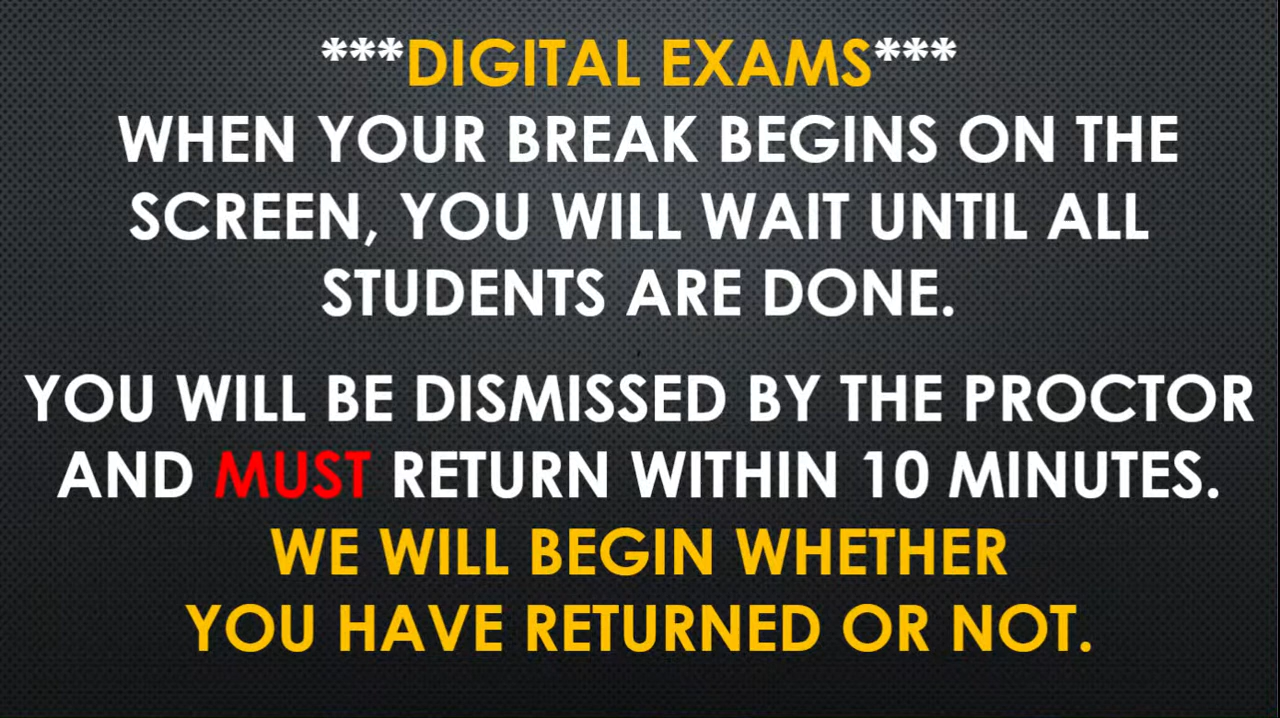 ***DIGITAL EXAMS***
WHEN YOUR BREAK BEGINS ON THE
SCREEN, YOU WILL WAIT UNTIL ALL
STUDENTS ARE DONE.
YOU WILL BE DISMISSED BY THE PROCTOR
AND MUST RETURN WITHIN 10 MINUTES.
WE WILL BEGIN WHETHER
YOU HAVE RETURNED OR NOT.